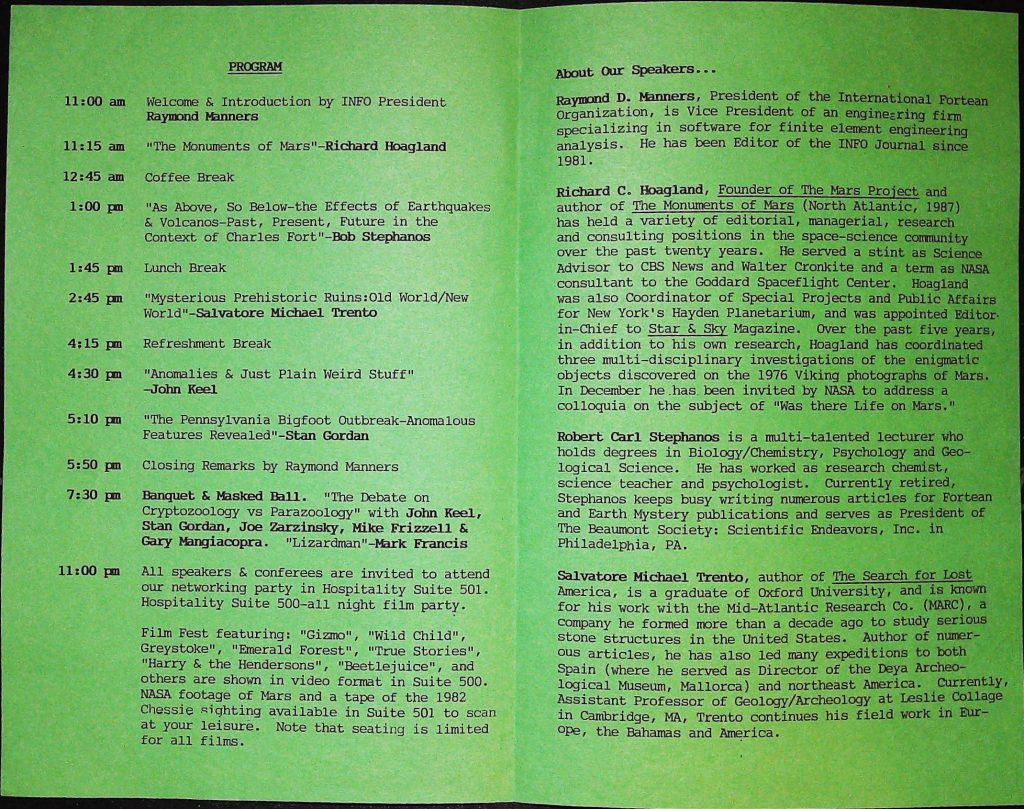 PROGRAM
11:00 am Welcome & Introduction by INFO President
Raymond Manners
11:15 am "The Monuments of Mars"-Richard Hoagland
12:45 am Coffee Break
1:00 pm "As Above, So Below-the Effects of Earthquakes
& Volcanos-Past, Present, Future in the
Context of Charles Fort"-Bob Stephanos
1:45 pm Lunch Break
2:45 pm "Mysterious Prehistoric Ruins:Old World/New
World"-Salvatore Michael Trento
4:15 pm Refreshment Break
4:30 pm "Anomalies & Just Plain Weird Stuff"
-John Keel
5:10 pm "The Pennsylvania Bigfoot Outbreak-Anomalous
Features Revealed"-Stan Gordan
5:50 pm Closing Remarks by Raymond Manners
7:30 pm Banquet & Masked Ball. "The Debate on
Cryptozoology vs Parazoology" with John Keel,
Stan Gordan, Joe Zarzinsky, Mike Frizzell &
Gary Mangiacopra. "Lizardman"-Mark Francis
11:00 pm All speakers & conferees are invited to attend
our networking party in Hospitality Suite 501.
Hospitality Suite 500-all night film party.
Film Fest featuring: "Gizmo", "Wild Child",
Greystoke", "Emerald Forest", "True Stories",
"Harry & the Hendersons", "Beetlejuice", and
others are shown in video format in Suite 500.
NASA footage of Mars and a tape of the 1982
Chessie sighting available in Suite 501 to scan
at your leisure. Note that seating is limited
for all films.
About Our Speakers...
Raymond D. Manners, President of the International Fortean
Organization, is Vice President of an engineering firm
specializing in software for finite element engineering
analysis. He has been Editor of the INFO Journal since
1981.
Richard C. Hoagland, Founder of The Mars Project and
author of The Monuments of Mars (North Atlantic, 1987)
has held a variety of editorial, managerial, research
and consulting positions in the space-science community
over the past twenty years. He served a stint as Science
Advisor to CBS News and Walter Cronkite and a term as NASA
consultant to the Goddard Spaceflight Center. Hoagland
was also Coordinator of Special Projects and Public Affairs
for New York's Hayden Planetarium, and was appointed Editor-
in-Chief to Star & Sky Magazine. Over the past five years,
in addition to his own research, Hoagland has coordinated
three multi-disciplinary investigations of the enigmatic
objects discovered on the 1976 Viking photographs of Mars.
In December he has been invited by NASA to address a
colloquia on the subject of "Was there Life on Mars."
Robert Carl Stephanos is a multi-talented lecturer who
holds degrees in Biology/Chemistry, Psychology and Geo-
logical Science. He has worked as research chemist,
science teacher and psychologist. Currently retired,
Stephanos keeps busy writing numerous articles for Fortean
and Earth Mystery publications and serves as President of
The Beaumont Society: Scientific Endeavors, Inc. in
Philadelphia, PA.
Salvatore Michael Trento, author of The Search for Lost
America, is a graduate of Oxford University, and is known
for his work with the Mid-Atlantic Research Co. (MARC), a
company he formed more than a decade ago to study serious
stone structures in the United States. Author of numer-
ous articles, he has also led many expeditions to both
Spain (where he served as Director of the Deya Archeo-
logical Museum, Mallorca) and northeast America. Currently,
Assistant Professor of Geology/Archeology at Leslie Collage
in Cambridge, MA, Trento continues his field work in Eur-
ope, the Bahamas and America.